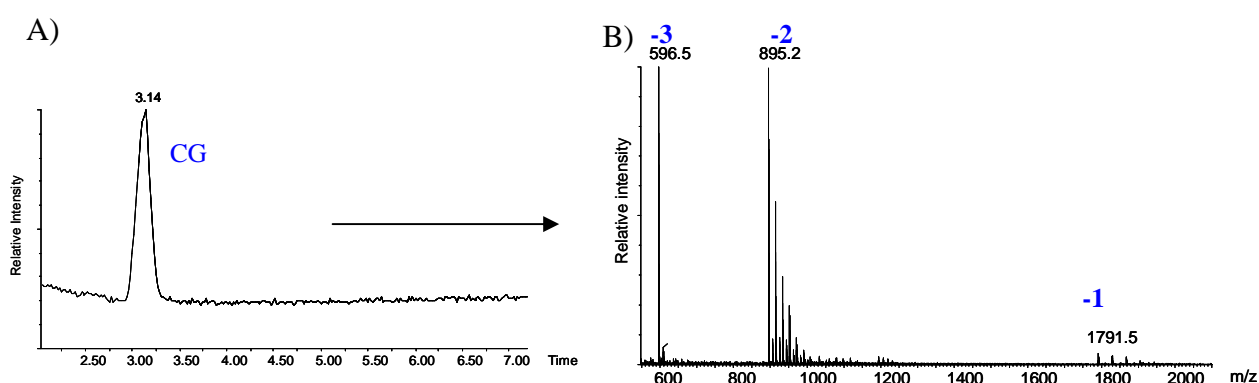 A)
3.14
CG
Relative Intensity
2.50 3.00 3.50 4.00 4.50 5.00 5.50 6.00 6.50 7.00 Time
B)
-3
596.5
-2
895.2
-1
1791.5
Relative intensity
600 800 1000 1200 1400 1600 1800 2000 m/z